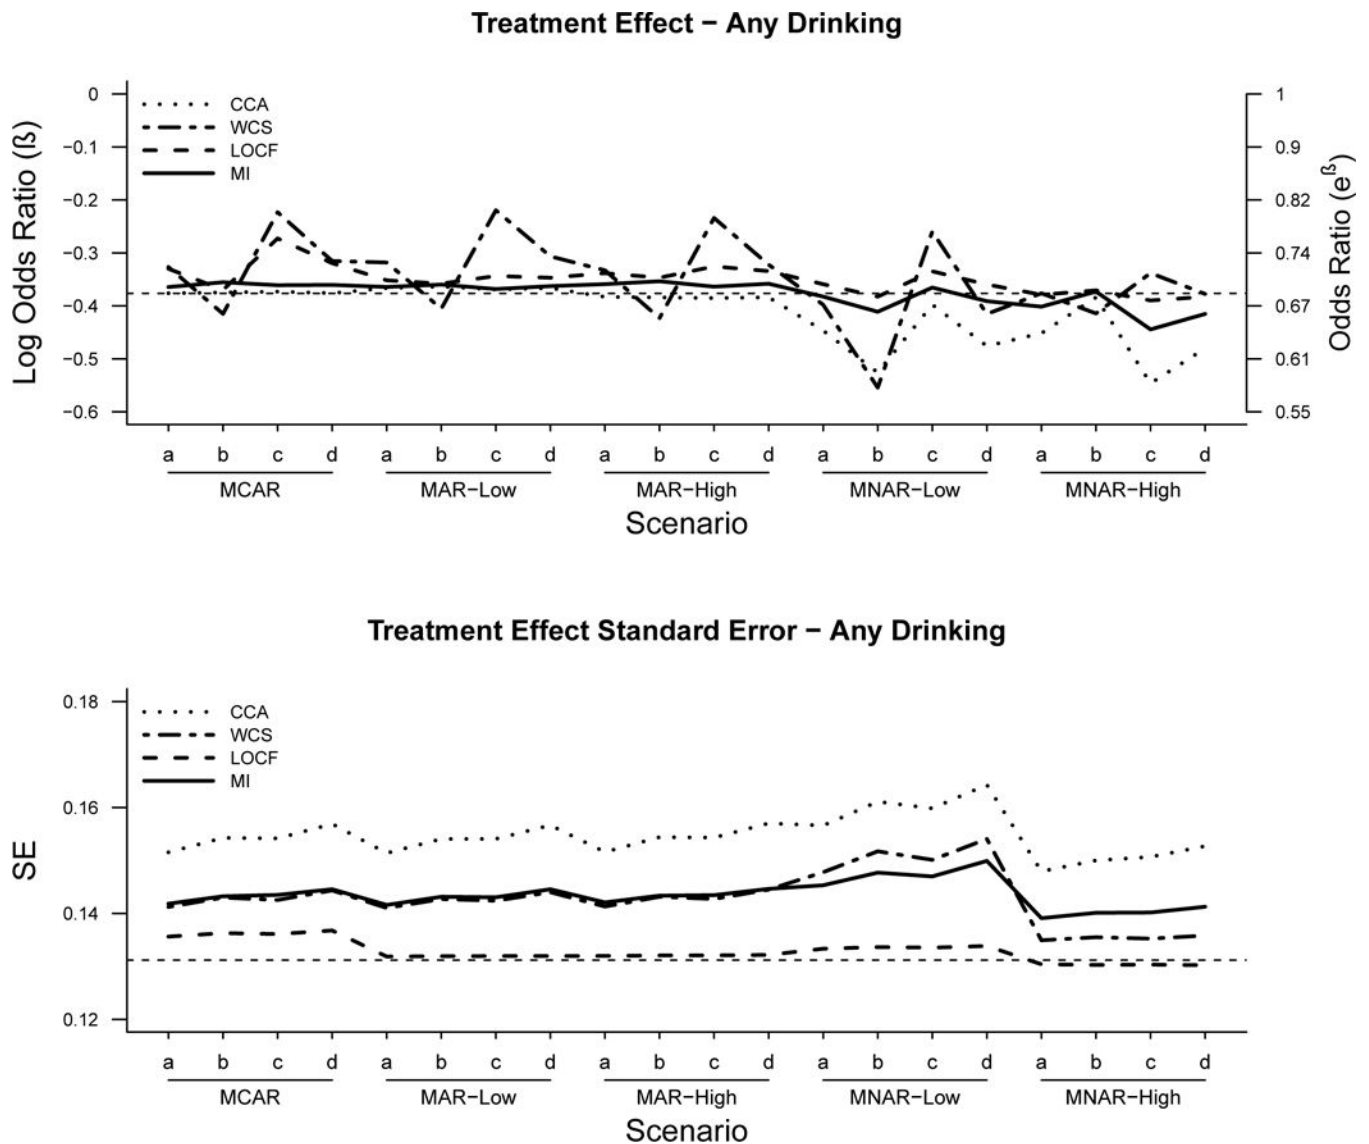 Treatment Effect − Any Drinking
Log Odds Ratio (ß)
0
−0.1
−0.2
−0.3
−0.4
−0.5
−0.6
CCA
WCS
LOCF
MI
1
0.9
0.82
0.74
0.67
0.61
0.55
Odds Ratio (eß)
a b c d a b c d a b c d a b c d a b c d
MCAR MAR−Low MAR−High MNAR−Low MNAR−High
Scenario
Treatment Effect Standard Error − Any Drinking
SE
0.18
0.16
0.14
0.12
CCA
WCS
LOCF
MI
a b c d a b c d a b c d a b c d a b c d
MCAR MAR−Low MAR−High MNAR−Low MNAR−High
Scenario